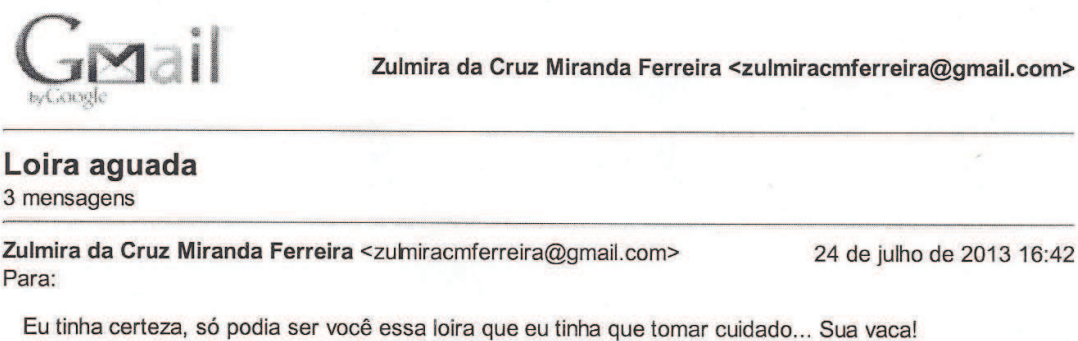 Gmail
by Google
Zulmira da Cruz Miranda Ferreira <zulmiracmferreira@gmail.com>
Loira aguada
3 mensagens
Zulmira da Cruz Miranda Ferreira <zulmiracmferreira@gmail.com> 24 de julho de 2013 16:42
Para:
Eu tinha certeza, só podia ser você essa loira que eu tinha que tomar cuidado... Sua vaca!